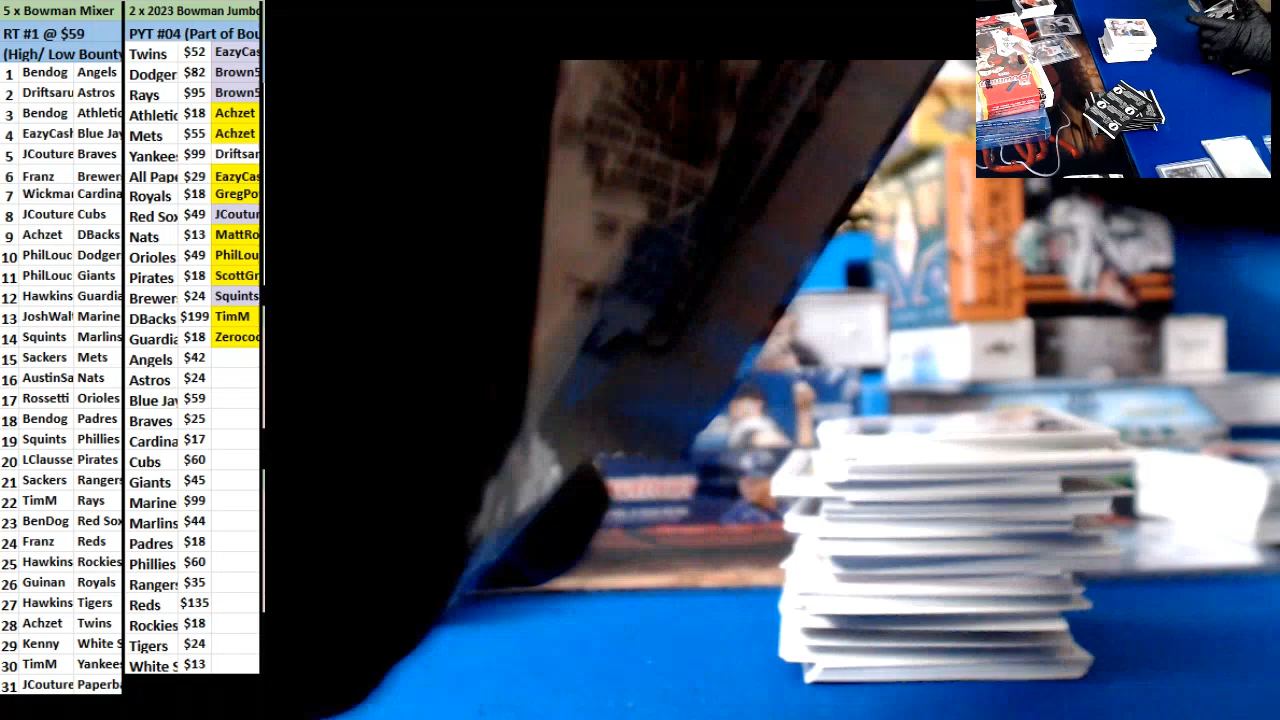 5 x Bowman Mixer
RT #1 @ $59
(High/ Low Bounty
1 Bendog Angels
2 Driftsaru Astros
3 Bendog Athletic
4 EazyCash Blue Jay
5 JCouture Braves
6 Franz Brewer
7 Wickmar Cardina
8 JCouture Cubs
9 Achzet DBacks
10 PhilLouc Dodger
11 PhilLouc Giants
12 Hawkins Guardia
13 JoshWal Marine
14 Squints Marlins
15 Sackers Mets
16 AustinSa Nats
17 Rossetti Orioles
18 Bendog Padres
19 Squints Phillies
20 LClausse Pirates
21 Sackers Rangers
22 TimM Rays
23 BenDog Red Sox
24 Franz Reds
25 Hawkins Rockies
26 Guinan Royals
27 Hawkins Tigers
28 Achzet Twins
29 Kenny White S
30 TimM Yankees
31 JCouture Paperba
2 x 2023 Bowman Jumbo
PYT #04 (Part of Bou
Twins $52 EazyCas
Dodger $82 Brown5
Rays $95 Brown5
Athletic $18 Achzet
Mets $55 Achzet
Yankee $99 Driftsar
All Pape $29 EazyCas
Royals $18 GregPo
Red Sox $49 JCoutur
Nats $13 MattRo
Orioles $49 PhilLou
Pirates $18 ScottGr
Brewer $24 Squints
DBacks $199 TimM
Guardia $18 Zerocoo
Angels $42
Astros $24
Blue Jay $59
Braves $25
Cardina $17
Cubs $60
Giants $45
Marine $99
Marlins $44
Padres $18
Phillies $60
Rangers $35
Reds $135
Rockies $18
Tigers $24
White S $13